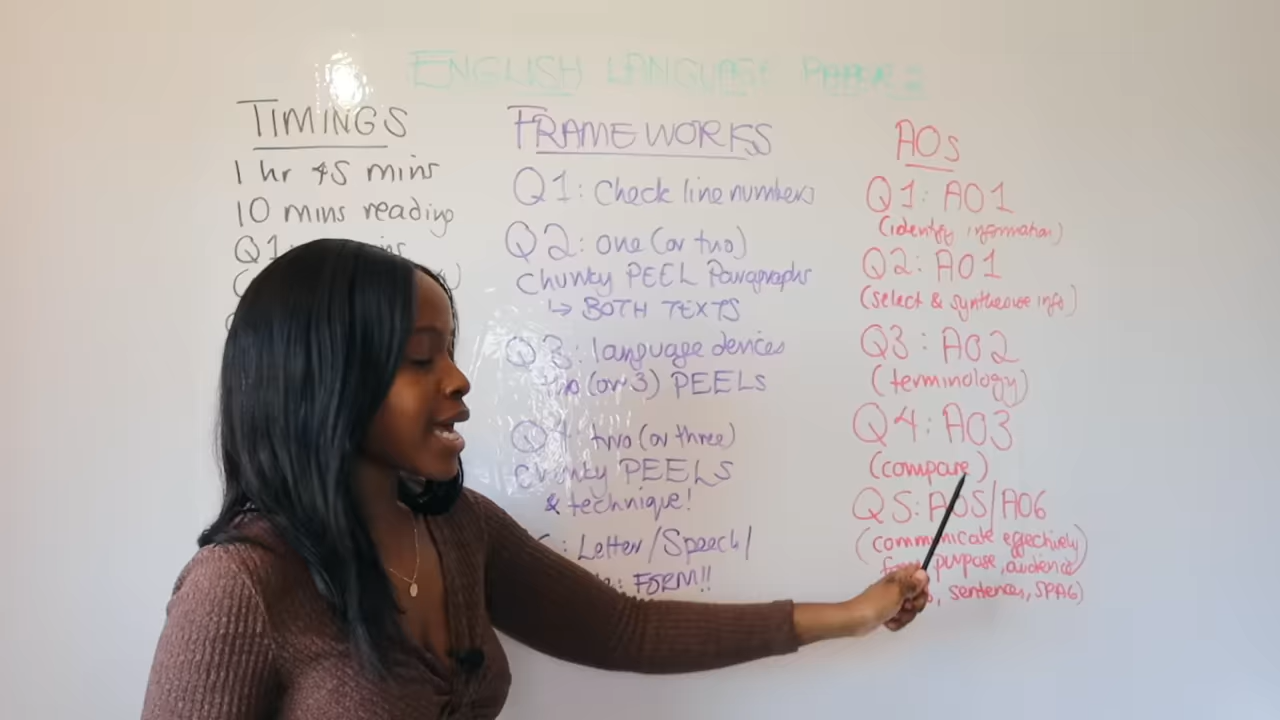 ENGLISH LANGUAGE PAPER 2
TIMINGS
1 hr 45 mins
10 mins reading
FRAMEWORKS
Q1: Check line numbers
Q2: one (or two)
Chunky PEEL Paragraphs
↳ BOTH TEXTS
Q3: language devices
two (or 3) PEELs
Q4: two (or three)
Chunky PEELS
& technique!
: Letter/Speech/
: FORM!!
AOs
Q1: AO1
(identify information)
Q2: AO1
(select & synthesise info)
Q3: AO2
(terminology)
Q4: AO3
(compare)
Q5: AO5/AO6
(communicate effectively
purpose, audience
, sentences, SPAG)